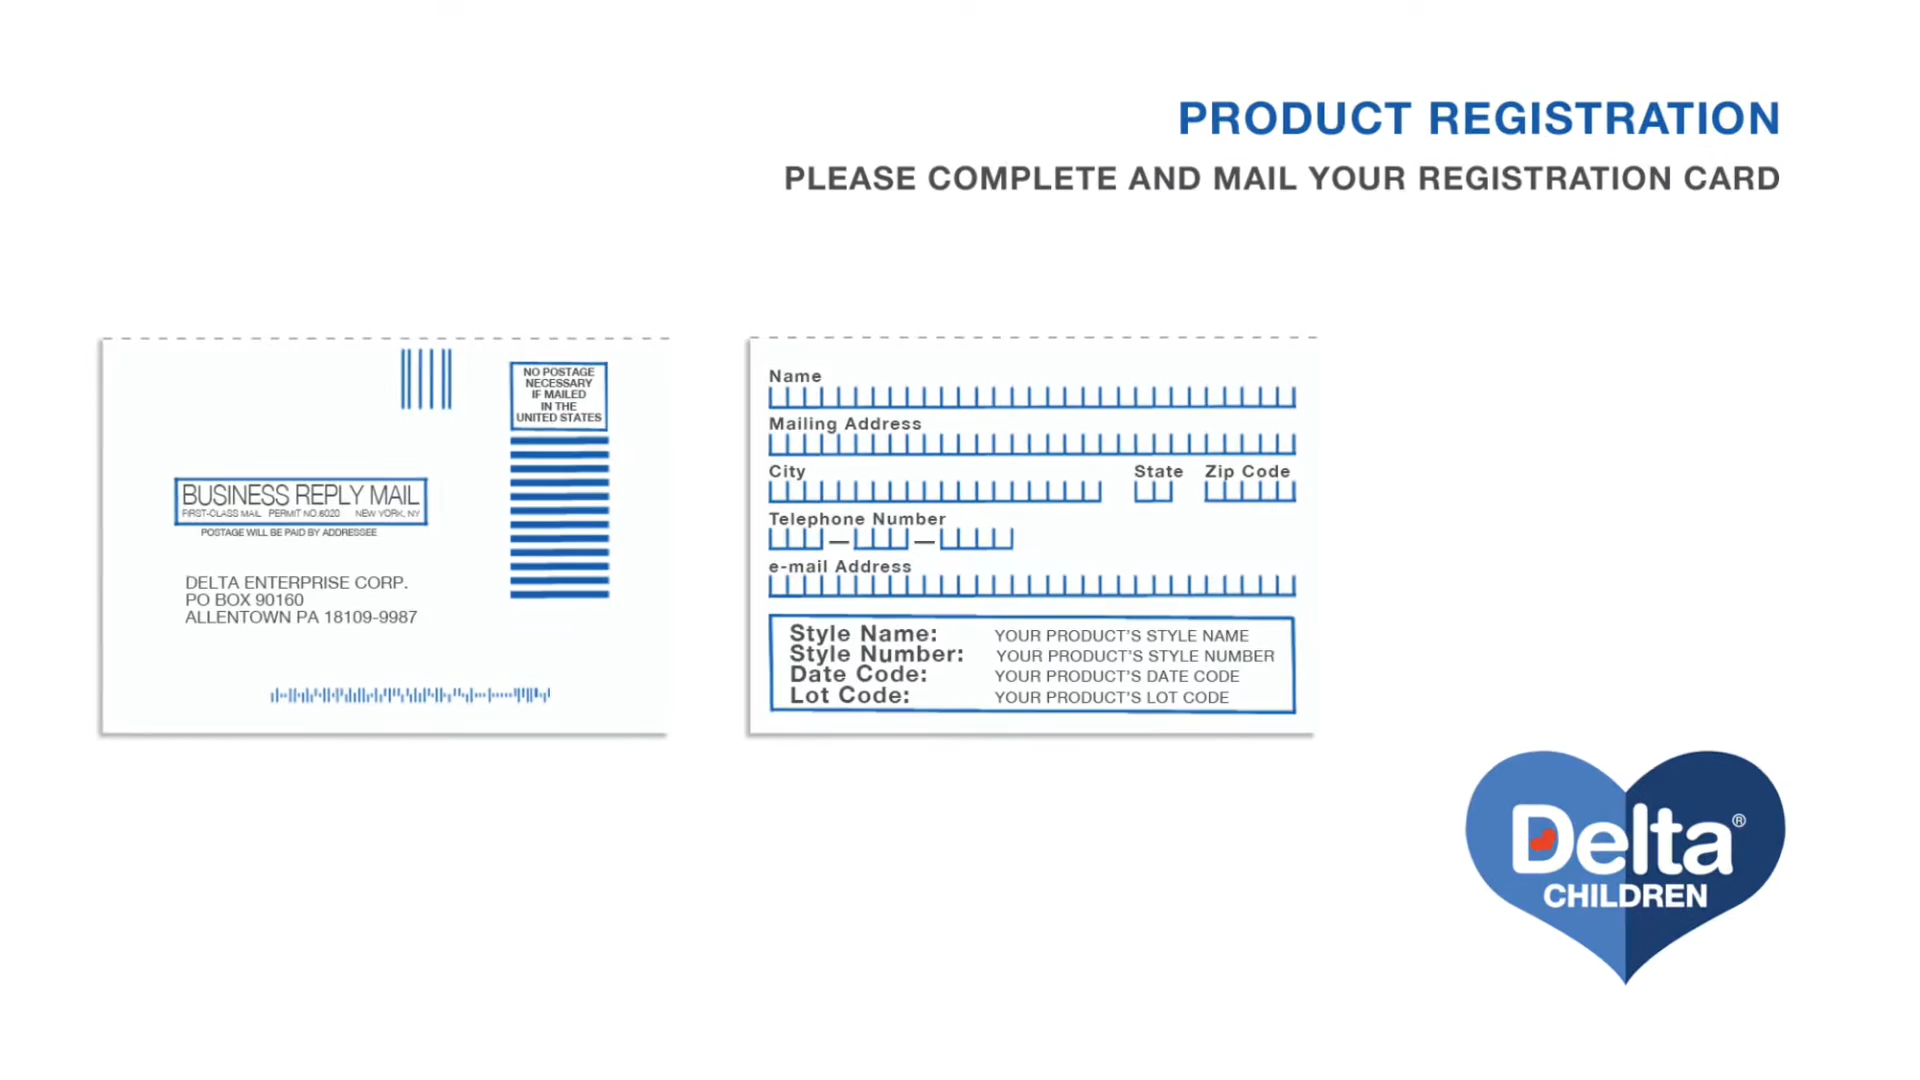 PRODUCT REGISTRATION
PLEASE COMPLETE AND MAIL YOUR REGISTRATION CARD
NO POSTAGE
NECESSARY
IF MAILED
IN THE
UNITED STATES
BUSINESS REPLY MAIL
FIRST-CLASS MAIL PERMIT NO.6020 NEW YORK, NY
POSTAGE WILL BE PAID BY ADDRESSEE
DELTA ENTERPRISE CORP.
PO BOX 90160
ALLENTOWN PA 18109-9987
Name
Mailing Address
City State Zip Code
Telephone Number
e-mail Address
Style Name: YOUR PRODUCT'S STYLE NAME
Style Number: YOUR PRODUCT'S STYLE NUMBER
Date Code: YOUR PRODUCT'S DATE CODE
Lot Code: YOUR PRODUCT'S LOT CODE
Delta®
CHILDREN